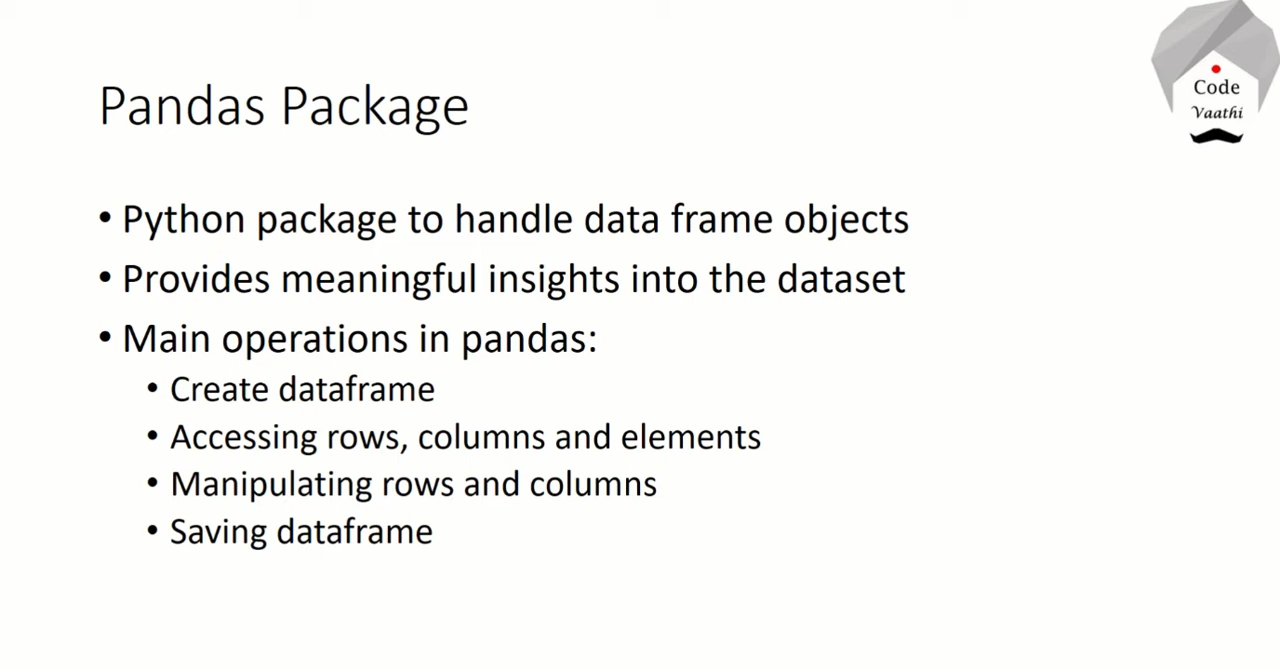 Code
Vaathi
Pandas Package
• Python package to handle data frame objects
• Provides meaningful insights into the dataset
• Main operations in pandas:
• Create dataframe
• Accessing rows, columns and elements
• Manipulating rows and columns
• Saving dataframe